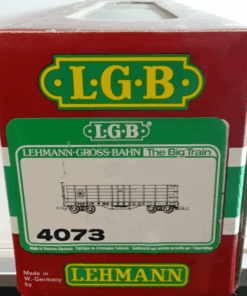 L·G·B·
L·G·B
LEHMANN-GROSS-BAHN The Big Train
4073
Made in
W.-Germany
by
LEHMANN